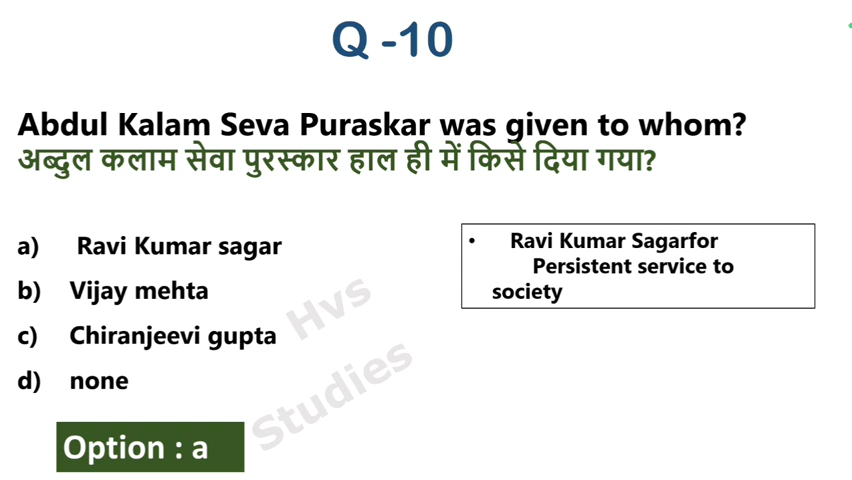 Q -10
Abdul Kalam Seva Puraskar was given to whom?
अब्दुल कलाम सेवा पुरस्कार हाल ही में किसे दिया गया?
a) Ravi Kumar sagar
b) Vijay mehta
c) Chiranjeevi gupta
d) none
Option : a
• Ravi Kumar Sagarfor
Persistent service to
society
Hvs
Studies